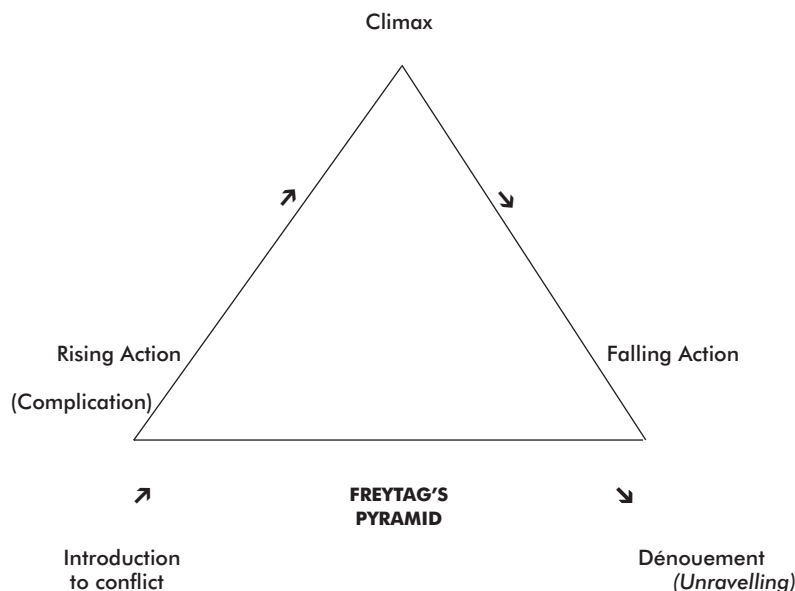 Climax
Rising Action
Falling Action
(Complication)
FREYTAG'S
PYRAMID
Introduction
to conflict
Dénouement
(Unravelling)